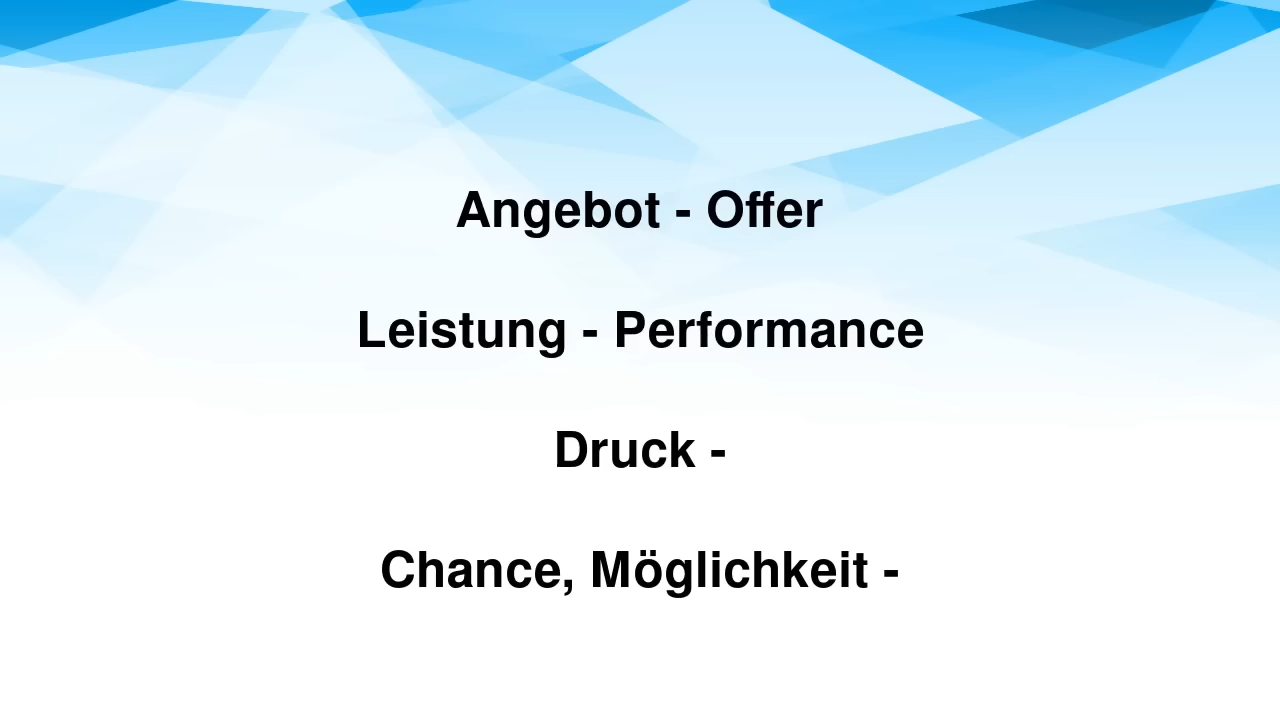 Angebot - Offer
Leistung - Performance
Druck -
Chance, Möglichkeit -